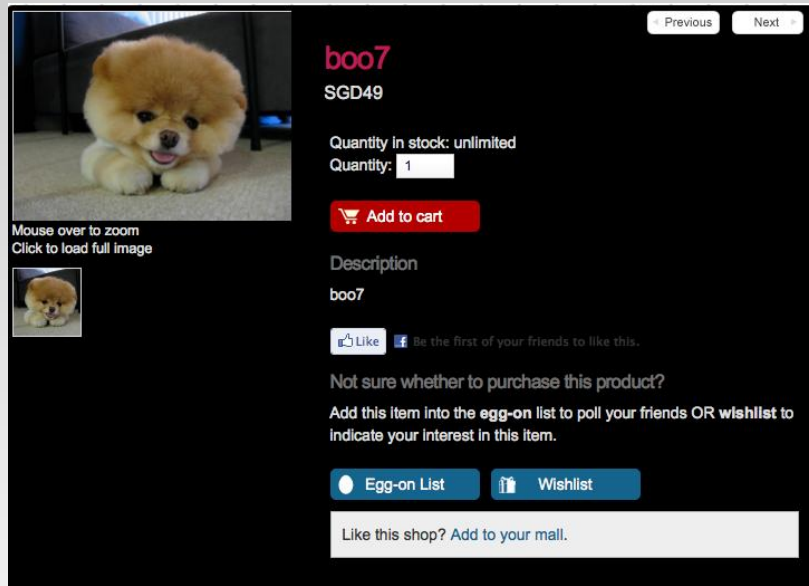 Previous
Next
boo7
SGD49
Quantity in stock: unlimited
Quantity: 1
Add to cart
Mouse over to zoom
Click to load full image
Description
boo7
Like
Be the first of your friends to like this.
Not sure whether to purchase this product?
Add this item into the egg-on list to poll your friends OR wishlist to
indicate your interest in this item.
Egg-on List
Wishlist
Like this shop? Add to your mall.